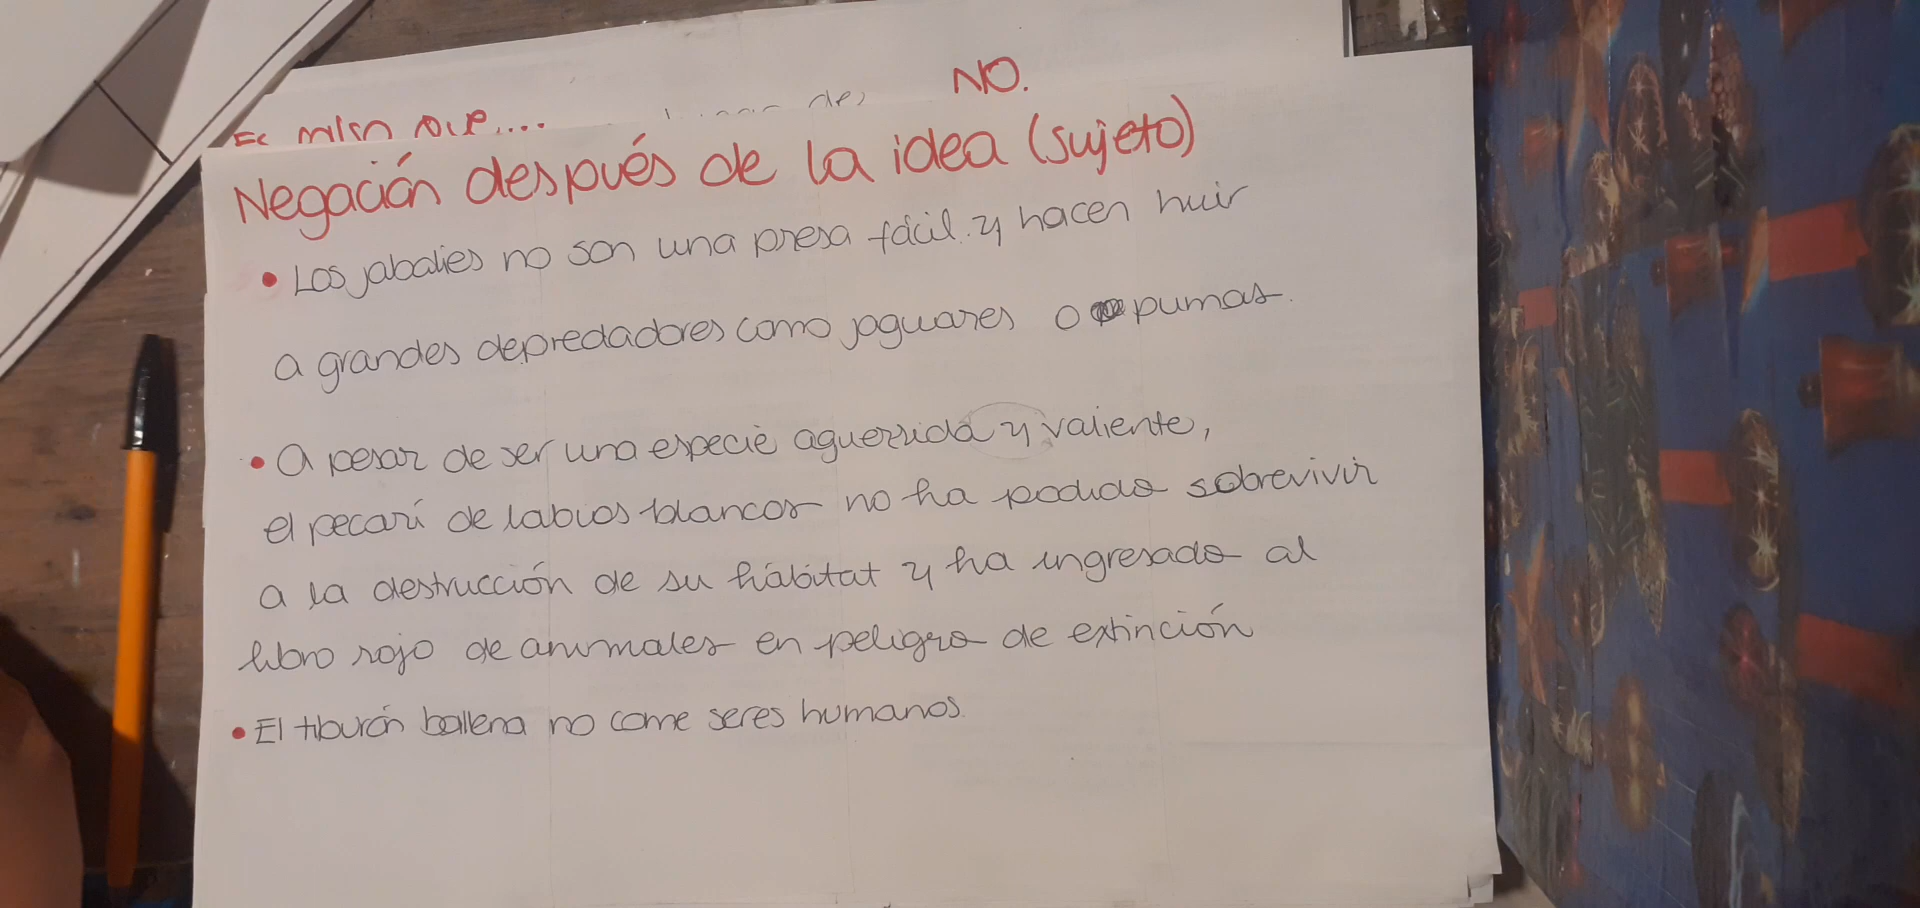 NO.
Es mito que....
Negación después de la idea (sujeto)
• Los jabalíes no son una presa fácil y hacen huir
a grandes depredadores como jaguares o pumas.
• A pesar de ser una especie aguerrida y valiente,
el pecarí de labios blancos no ha podido sobrevivir
a la destrucción de su hábitat y ha ingresado al
libro rojo de animales en peligro de extinción
• El tiburón ballena no come seres humanos.